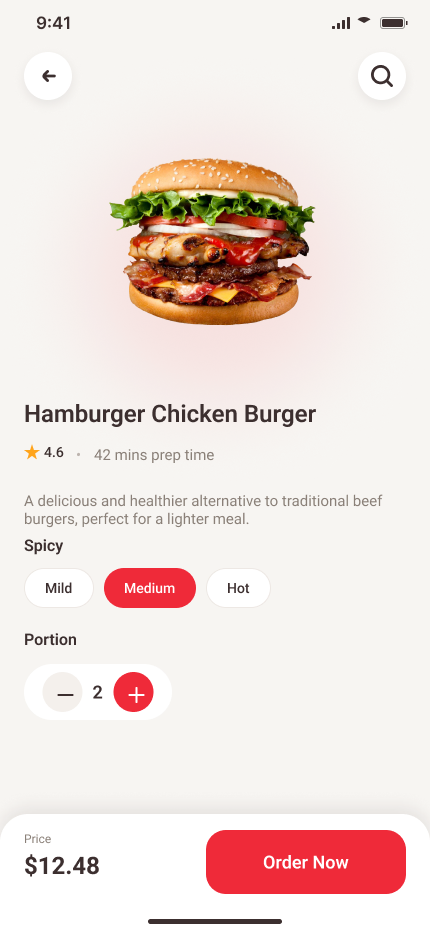 9:41
Hamburger Chicken Burger
4.6 • 42 mins prep time
A delicious and healthier alternative to traditional beef
burgers, perfect for a lighter meal.
Spicy
Mild Medium Hot
Portion
− 2 +
Price
$12.48
Order Now